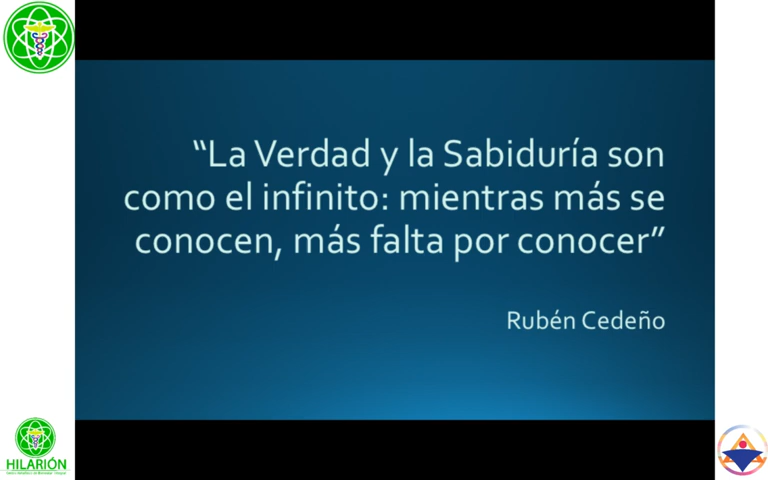 “La Verdad y la Sabiduría son
como el infinito: mientras más se
conocen, más falta por conocer”
Rubén Cedeño
HILARIÓN